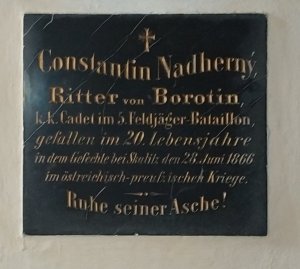 Constantin Nadherný,
Ritter von Borotin,
k. k. Cadet im 5. Feldjäger-Bataillon,
gefallen im 20. Lebensjahre
in dem Gefechte bei Skalitz den 28. Juni 1866
im östreichisch-preußischen Kriege.
Ruhe seiner Asche!